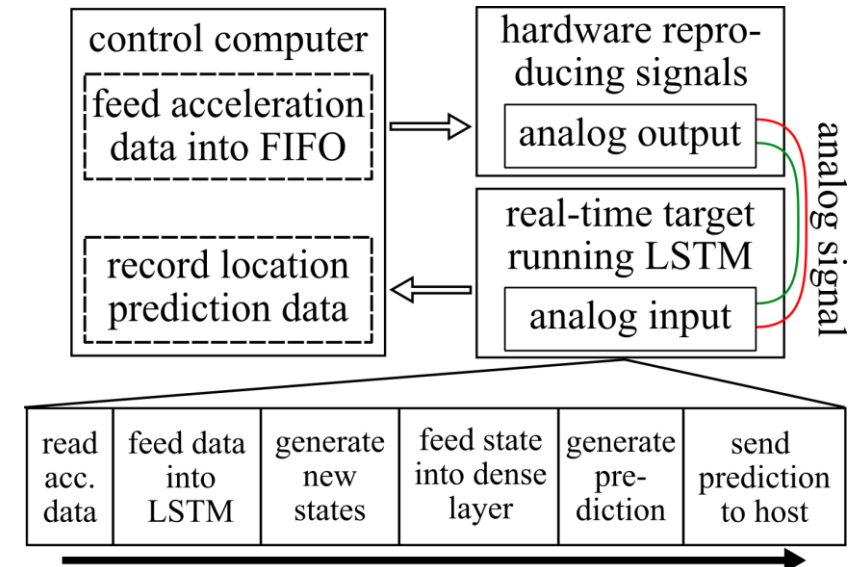 control computer
feed acceleration
data into FIFO
record location
prediction data
hardware repro-
ducing signals
analog output
real-time target
running LSTM
analog input
analog signal
read
acc.
data
feed data
into
LSTM
generate
new
states
feed state
into dense
layer
generate
pre-
diction
send
prediction
to host